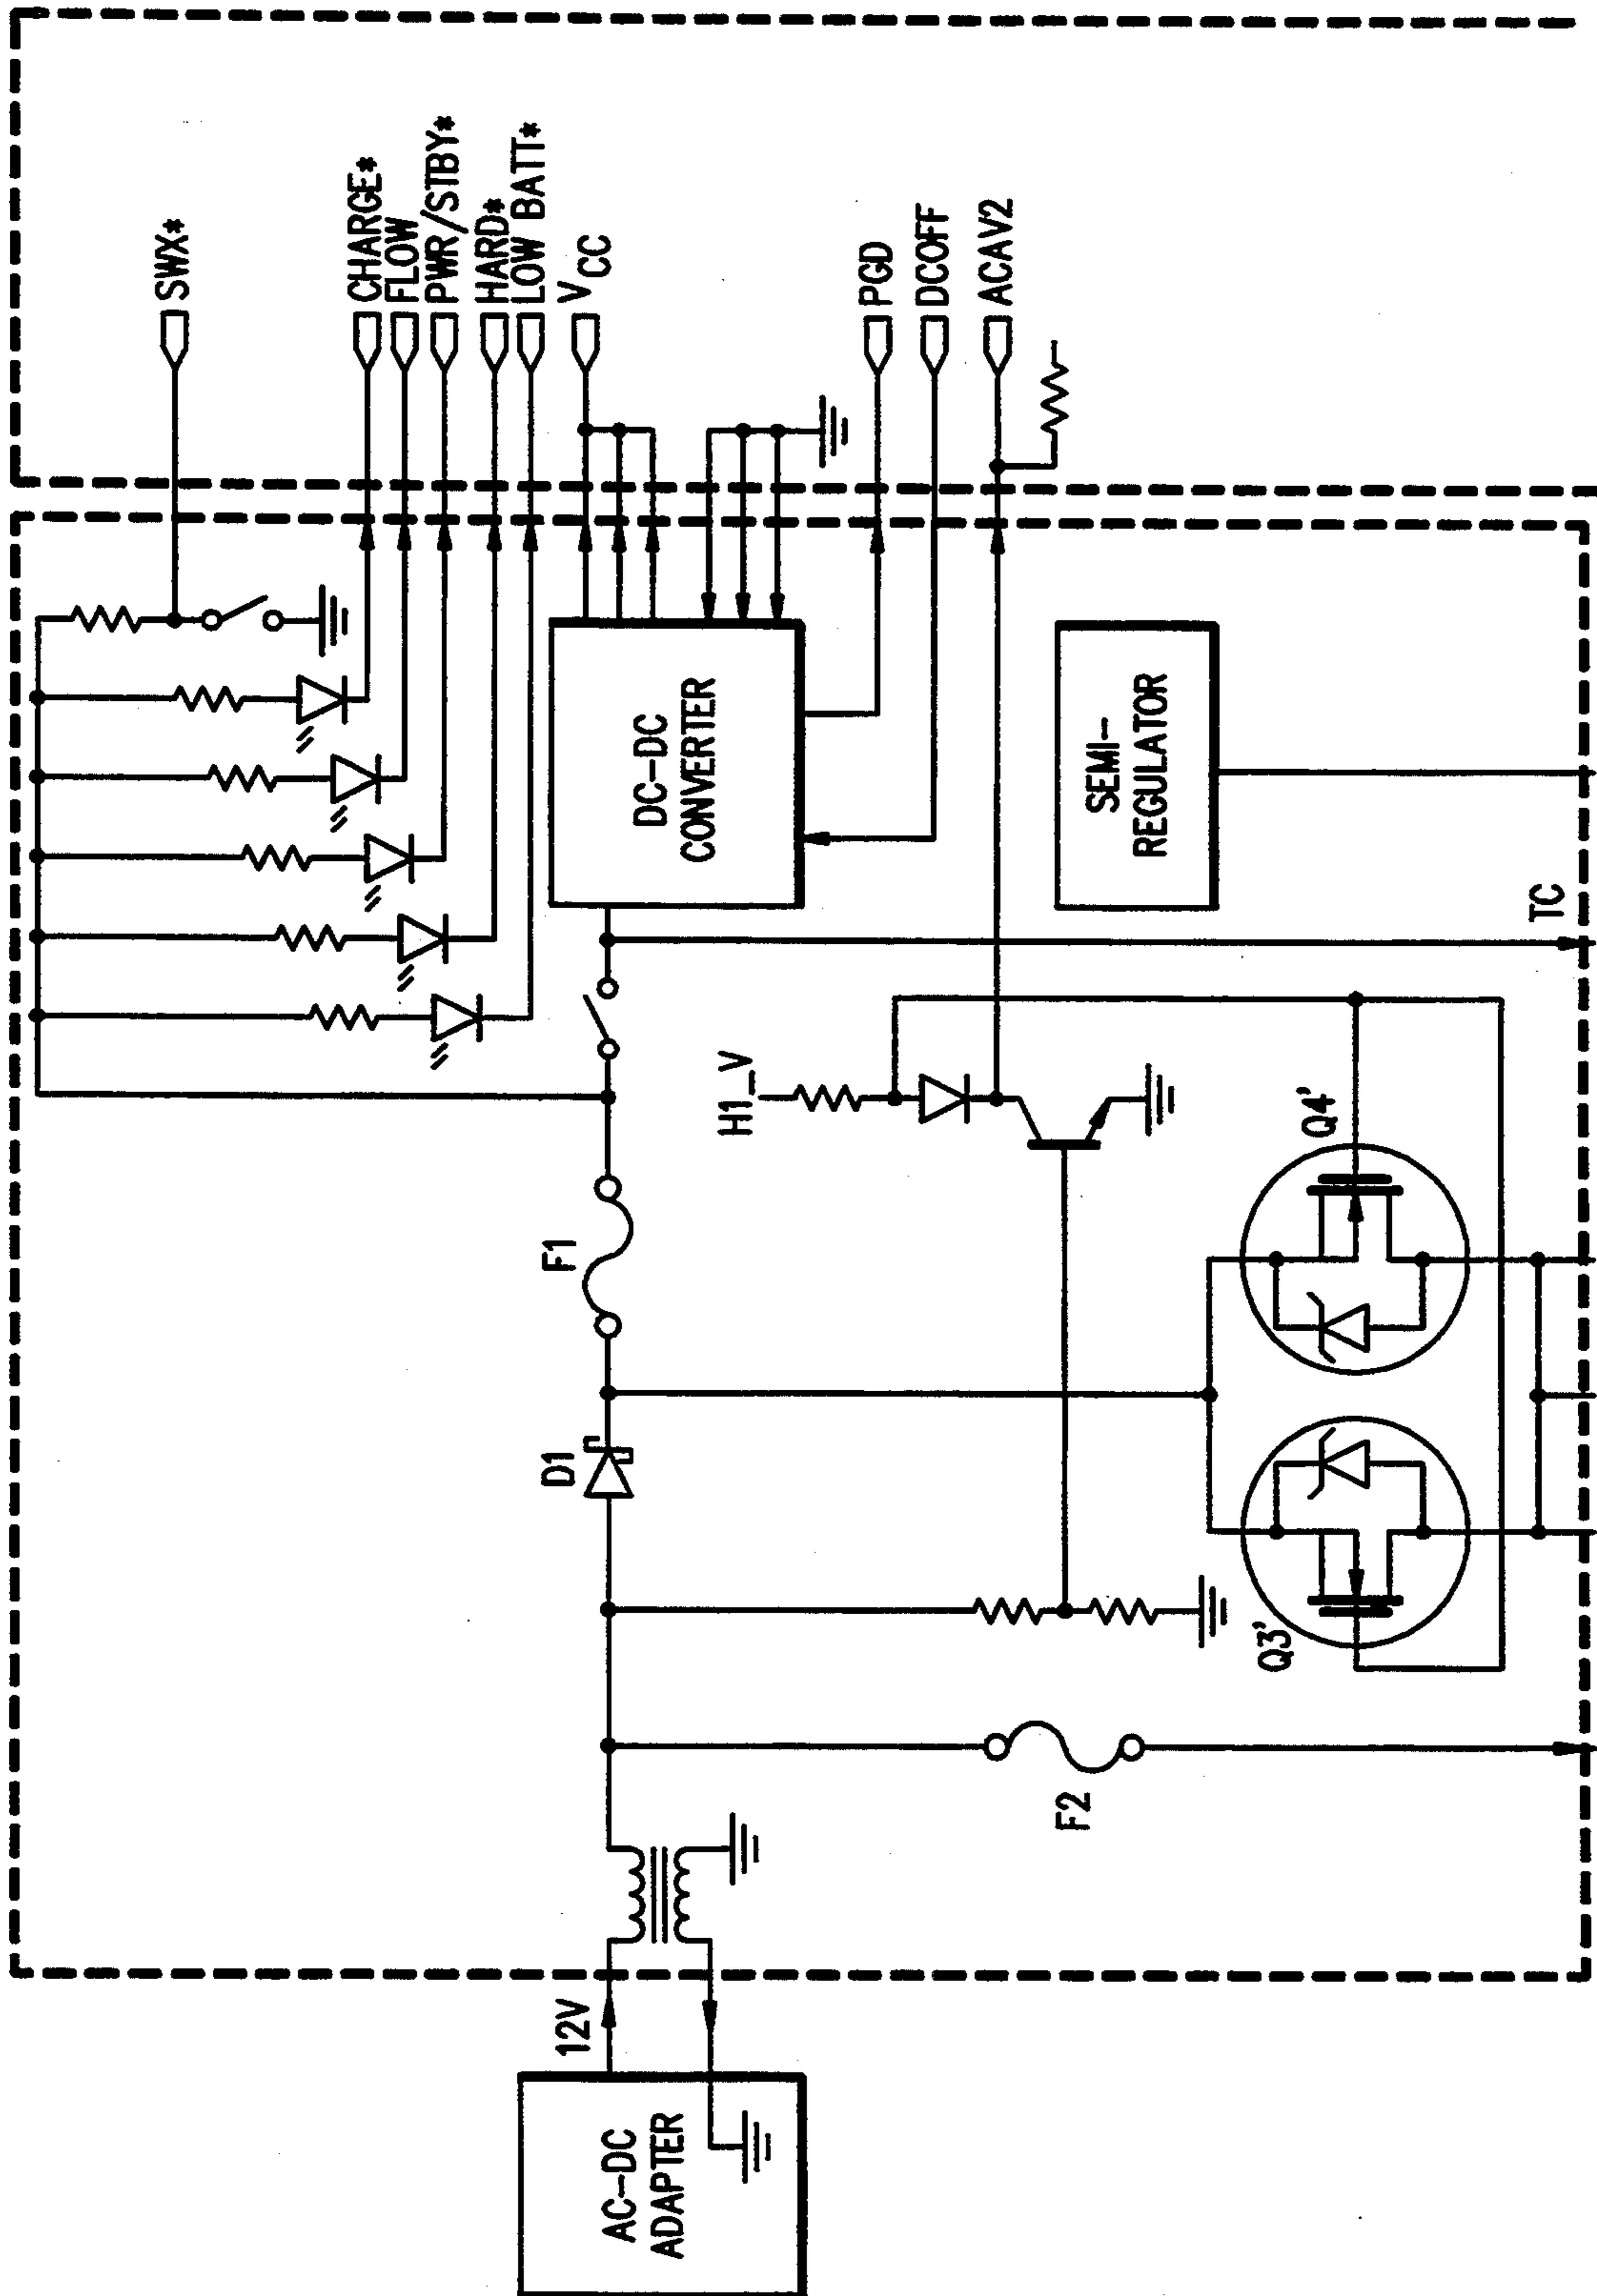 SWX*
CHARGE*
FLOW
PWR/STBY*
HARD*
LOW BATT*
VCC
PGD
DCOFF
ACAV2
DC-DC
CONVERTER
SEMI-
REGULATOR
TC
H1_V
Q4'
F1
D1
Q3'
F2
12V
AC-DC
ADAPTER